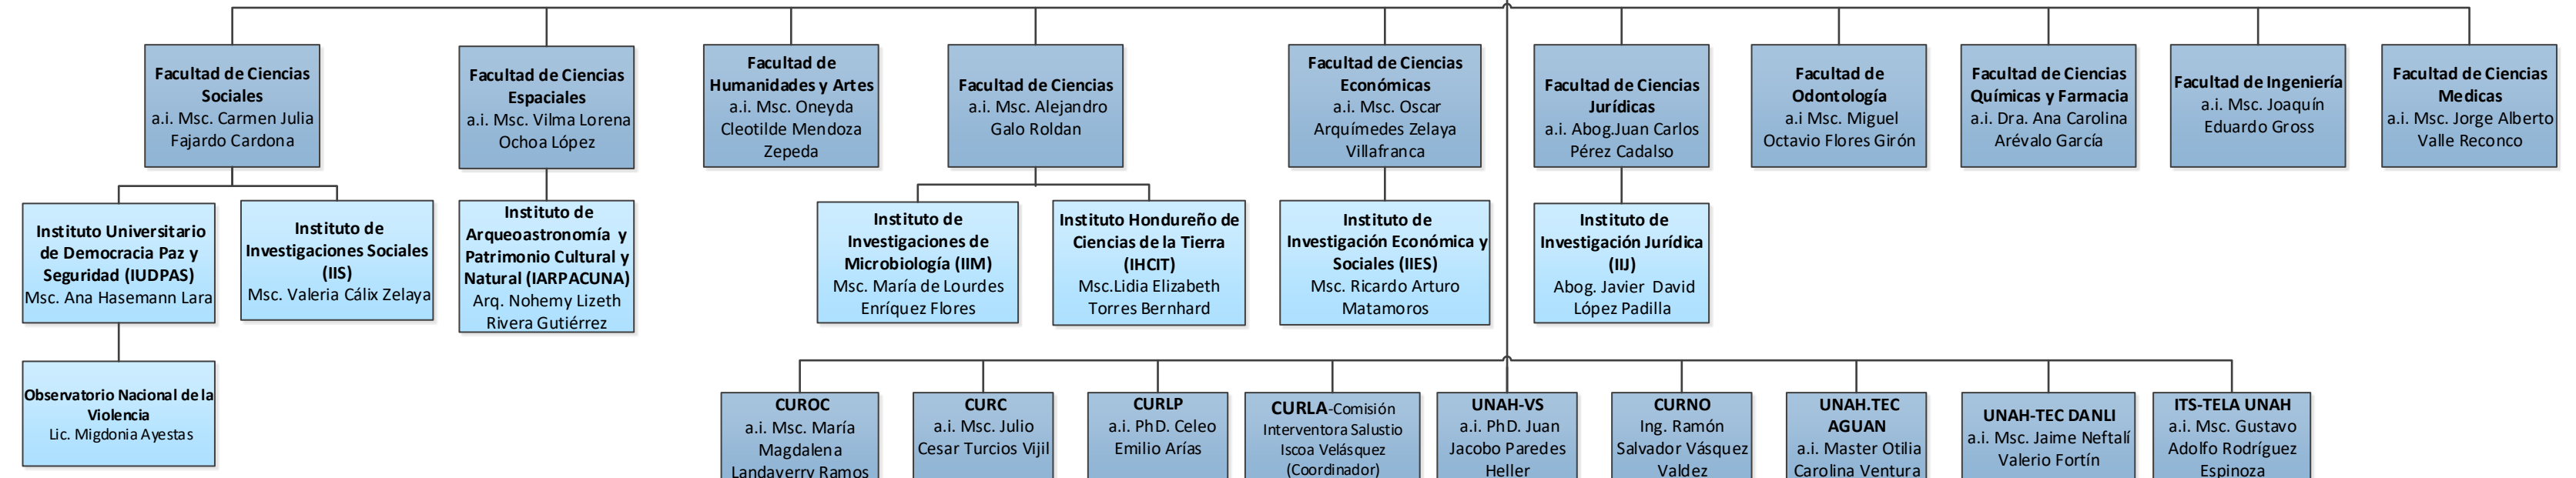 Facultad de Ciencias
Sociales
a.i. Msc. Carmen Julia
Fajardo Cardona
Facultad de Ciencias
Espaciales
a.i. Msc. Vilma Lorena
Ochoa López
Facultad de
Humanidades y Artes
a.i. Msc. Oneyda
Cleotilde Mendoza
Zepeda
Facultad de Ciencias
a.i. Msc. Alejandro
Galo Roldan
Facultad de Ciencias
Económicas
a.i. Msc. Oscar
Arquímedes Zelaya
Villafranca
Facultad de Ciencias
Jurídicas
a.i. Abog.Juan Carlos
Pérez Cadalso
Facultad de
Odontología
a.i Msc. Miguel
Octavio Flores Girón
Facultad de Ciencias
Químicas y Farmacia
a.i. Dra. Ana Carolina
Arévalo García
Facultad de Ingeniería
a.i. Msc. Joaquín
Eduardo Gross
Facultad de Ciencias
Medicas
a.i. Msc. Jorge Alberto
Valle Reconco
Instituto Universitario
de Democracia Paz y
Seguridad (IUDPAS)
Msc. Ana Hasemann Lara
Instituto de
Investigaciones Sociales
(IIS)
Msc. Valeria Cálix Zelaya
Instituto de
Arqueoastronomía y
Patrimonio Cultural y
Natural (IARPACUNA)
Arq. Nohemy Lizeth
Rivera Gutiérrez
Instituto de
Investigaciones de
Microbiología (IIM)
Msc. María de Lourdes
Enríquez Flores
Instituto Hondureño de
Ciencias de la Tierra
(IHCIT)
Msc.Lidia Elizabeth
Torres Bernhard
Instituto de
Investigación Económica y
Sociales (IIES)
Msc. Ricardo Arturo
Matamoros
Instituto de
Investigación Jurídica
(IIJ)
Abog. Javier David
López Padilla
Observatorio Nacional de la
Violencia
Lic. Migdonia Ayestas
CUROC
a.i. Msc. María
Magdalena
Landaverry Ramos
CURC
a.i. Msc. Julio
Cesar Turcios Vijil
CURLP
a.i. PhD. Celeo
Emilio Arías
CURLA-Comisión
Interventora Salustio
Iscoa Velásquez
(Coordinador)
UNAH-VS
a.i. PhD. Juan
Jacobo Paredes
Heller
CURNO
Ing. Ramón
Salvador Vásquez
Valdez
UNAH.TEC
AGUAN
a.i. Master Otilia
Carolina Ventura
UNAH-TEC DANLI
a.i. Msc. Jaime Neftalí
Valerio Fortín
ITS-TELA UNAH
a.i. Msc. Gustavo
Adolfo Rodríguez
Espinoza